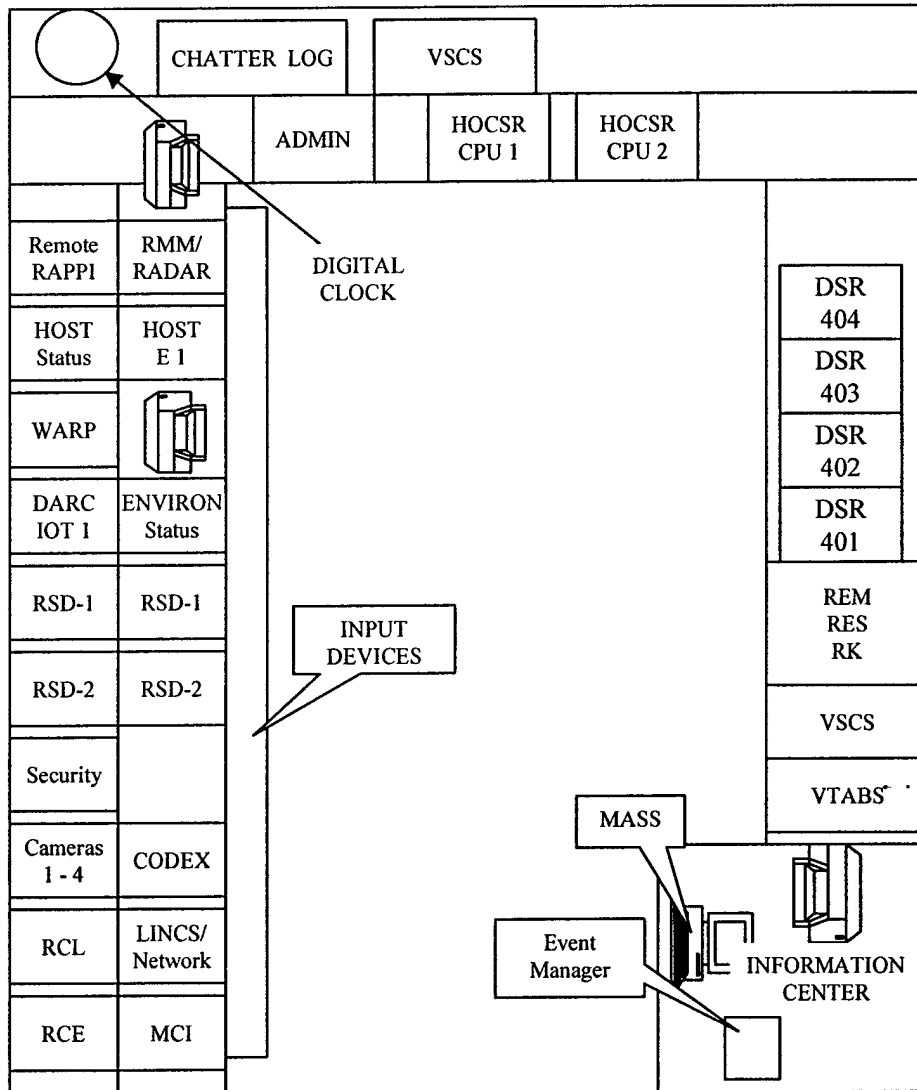 CHATTER LOG
VSCS
ADMIN
HOCSR
CPU 1
HOCSR
CPU 2
DIGITAL
CLOCK
Remote
RAPPI
RMM/
RADAR
HOST
Status
HOST
E 1
WARP
DARC
IOT 1
ENVIRON
Status
RSD-1
RSD-1
RSD-2
RSD-2
Security
Cameras
1 - 4
CODEX
RCL
LINCS/
Network
RCE
MCI
INPUT
DEVICES
DSR
404
DSR
403
DSR
402
DSR
401
REM
RES
RK
VSCS
VTABS
MASS
Event
Manager
INFORMATION
CENTER